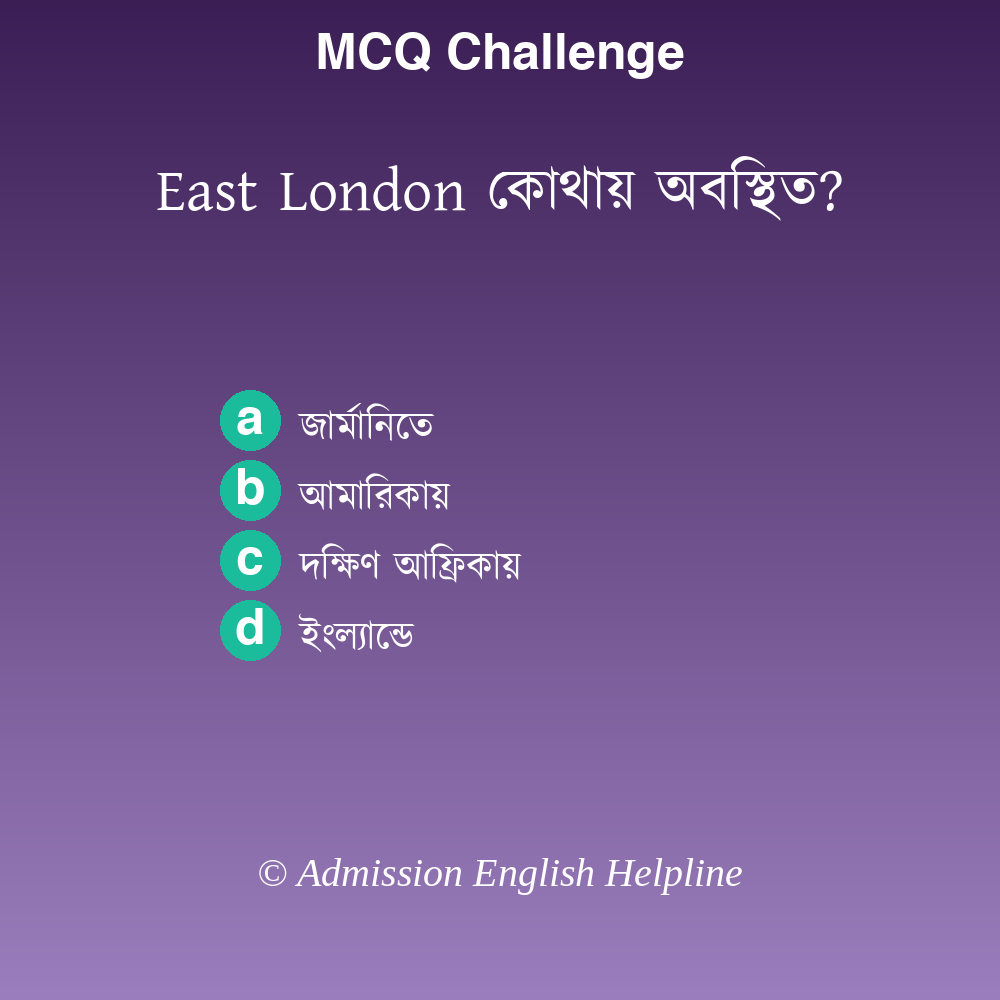 MCQ Challenge
East London কোথায় অবস্থিত?
a জার্মানিতে
b আমারিকায়
c দক্ষিণ আফ্রিকায়
d ইংল্যান্ডে
© Admission English Helpline